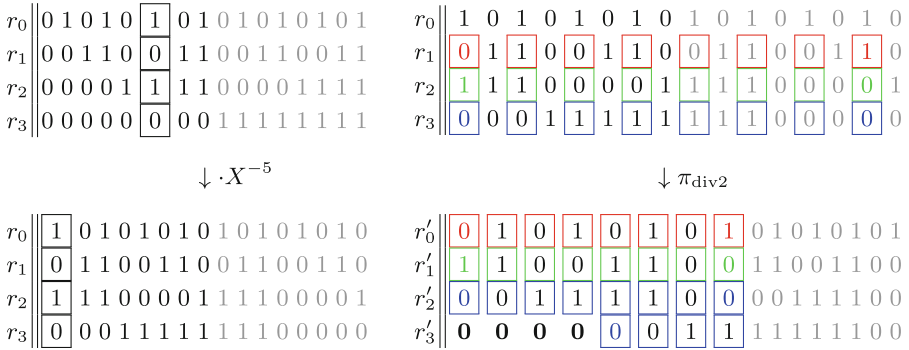 r₀ 0 1 0 1 0 1 0 1 0 1 0 1 0 1 0 1
r₁ 0 0 1 1 0 0 1 1 0 0 1 1 0 0 1 1
r₂ 0 0 0 0 1 1 1 1 0 0 0 0 1 1 1 1
r₃ 0 0 0 0 0 0 0 0 1 1 1 1 1 1 1 1
↓ ·X⁻⁵
r₀ 1 0 1 0 1 0 1 0 1 0 1 0 1 0 1 0
r₁ 0 1 1 0 0 1 1 0 0 1 1 0 0 1 1 0
r₂ 1 1 1 0 0 0 0 1 1 1 1 0 0 0 0 1
r₃ 0 0 0 1 1 1 1 1 1 1 1 0 0 0 0 0
r₀ 1 0 1 0 1 0 1 0 1 0 1 0 1 0 1 0
r₁ 0 1 1 0 0 1 1 0 0 1 1 0 0 1 1 0
r₂ 1 1 1 0 0 0 0 1 1 1 1 0 0 0 0 1
r₃ 0 0 0 1 1 1 1 1 1 1 1 0 0 0 0 0
↓ π_div2
r′₀ 0 1 0 1 0 1 0 1 0 1 0 1 0 1 0 1
r′₁ 1 1 0 0 1 1 0 0 1 1 0 0 1 1 0 0
r′₂ 0 0 1 1 1 1 0 0 0 0 1 1 1 1 0 0
r′₃ 0 0 0 0 0 0 1 1 1 1 1 1 1 1 0 0